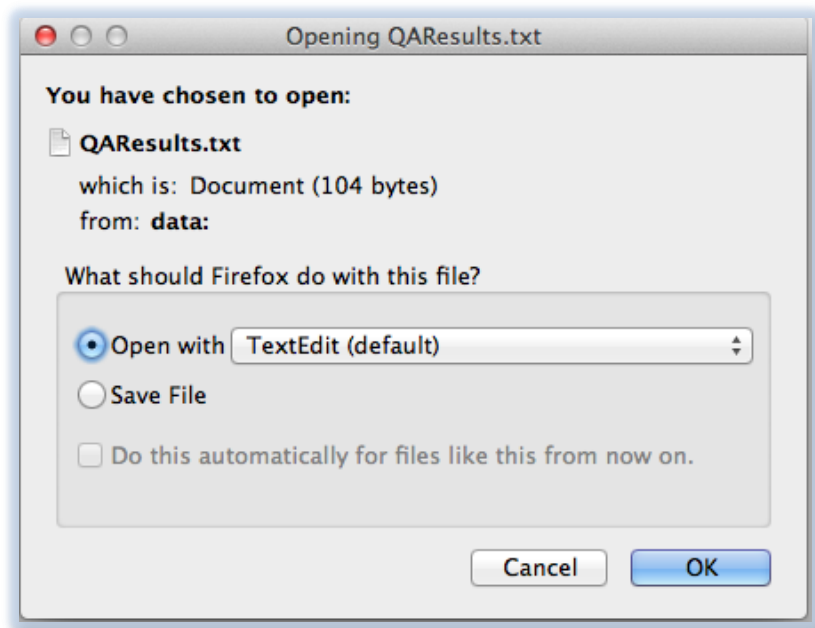 Opening QAResults.txt
You have chosen to open:
QAResults.txt
which is: Document (104 bytes)
from: data:
What should Firefox do with this file?
Open with TextEdit (default)
Save File
Do this automatically for files like this from now on.
Cancel OK